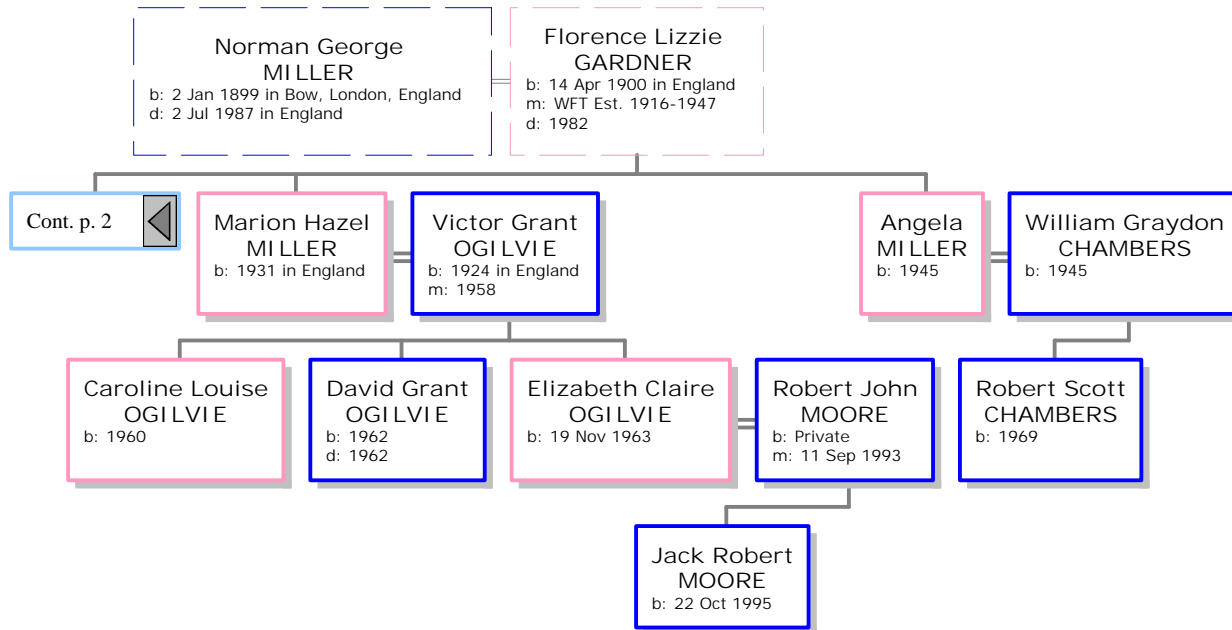 Norman George
MILLER
b: 2 Jan 1899 in Bow, London, England
d: 2 Jul 1987 in England
Florence Lizzie
GARDNER
b: 14 Apr 1900 in England
m: WFT Est. 1916-1947
d: 1982
Cont. p. 2
Marion Hazel
MILLER
b: 1931 in England
Victor Grant
OGILVIE
b: 1924 in England
m: 1958
Angela
MILLER
b: 1945
William Graydon
CHAMBERS
b: 1945
Caroline Louise
OGILVIE
b: 1960
David Grant
OGILVIE
b: 1962
d: 1962
Elizabeth Claire
OGILVIE
b: 19 Nov 1963
Robert John
MOORE
b: Private
m: 11 Sep 1993
Robert Scott
CHAMBERS
b: 1969
Jack Robert
MOORE
b: 22 Oct 1995